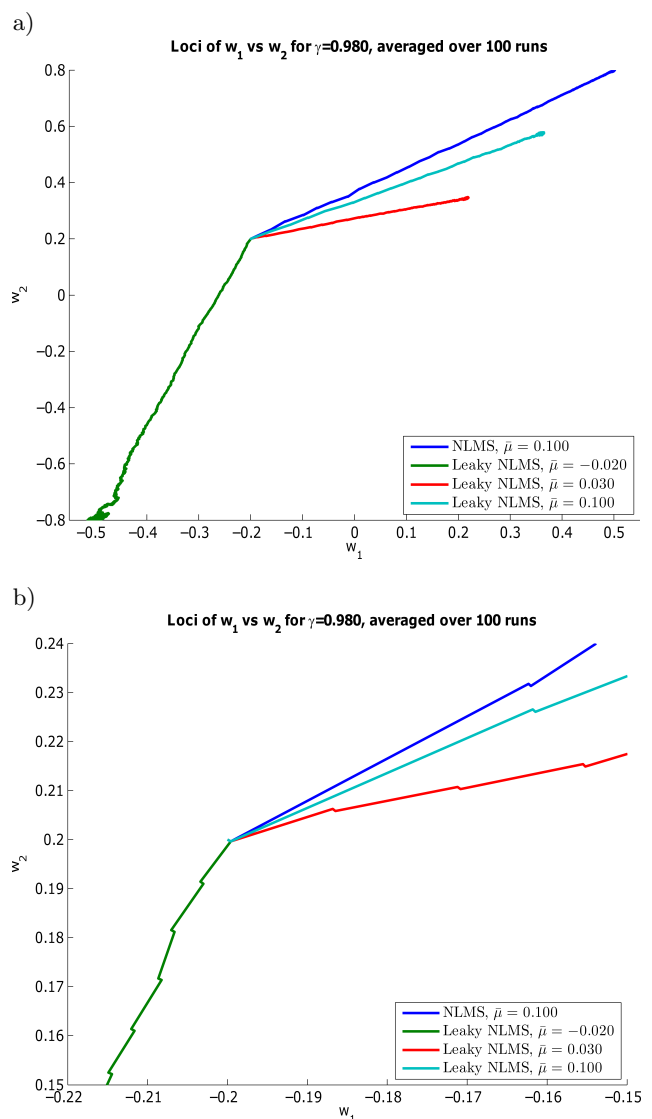 a)
Loci of w₁ vs w₂ for γ=0.980, averaged over 100 runs
0.8
0.6
0.4
0.2
0
−0.2
−0.4
−0.6
−0.8
w₂
NLMS, μ̄ = 0.100
Leaky NLMS, μ̄ = −0.020
Leaky NLMS, μ̄ = 0.030
Leaky NLMS, μ̄ = 0.100
−0.5 −0.4 −0.3 −0.2 −0.1 0 0.1 0.2 0.3 0.4 0.5
w₁
b)
Loci of w₁ vs w₂ for γ=0.980, averaged over 100 runs
0.24
0.23
0.22
0.21
0.2
0.19
0.18
0.17
0.16
0.15
w₂
NLMS, μ̄ = 0.100
Leaky NLMS, μ̄ = −0.020
Leaky NLMS, μ̄ = 0.030
Leaky NLMS, μ̄ = 0.100
−0.22 −0.21 −0.2 −0.19 −0.18 −0.17 −0.16 −0.15
w₁